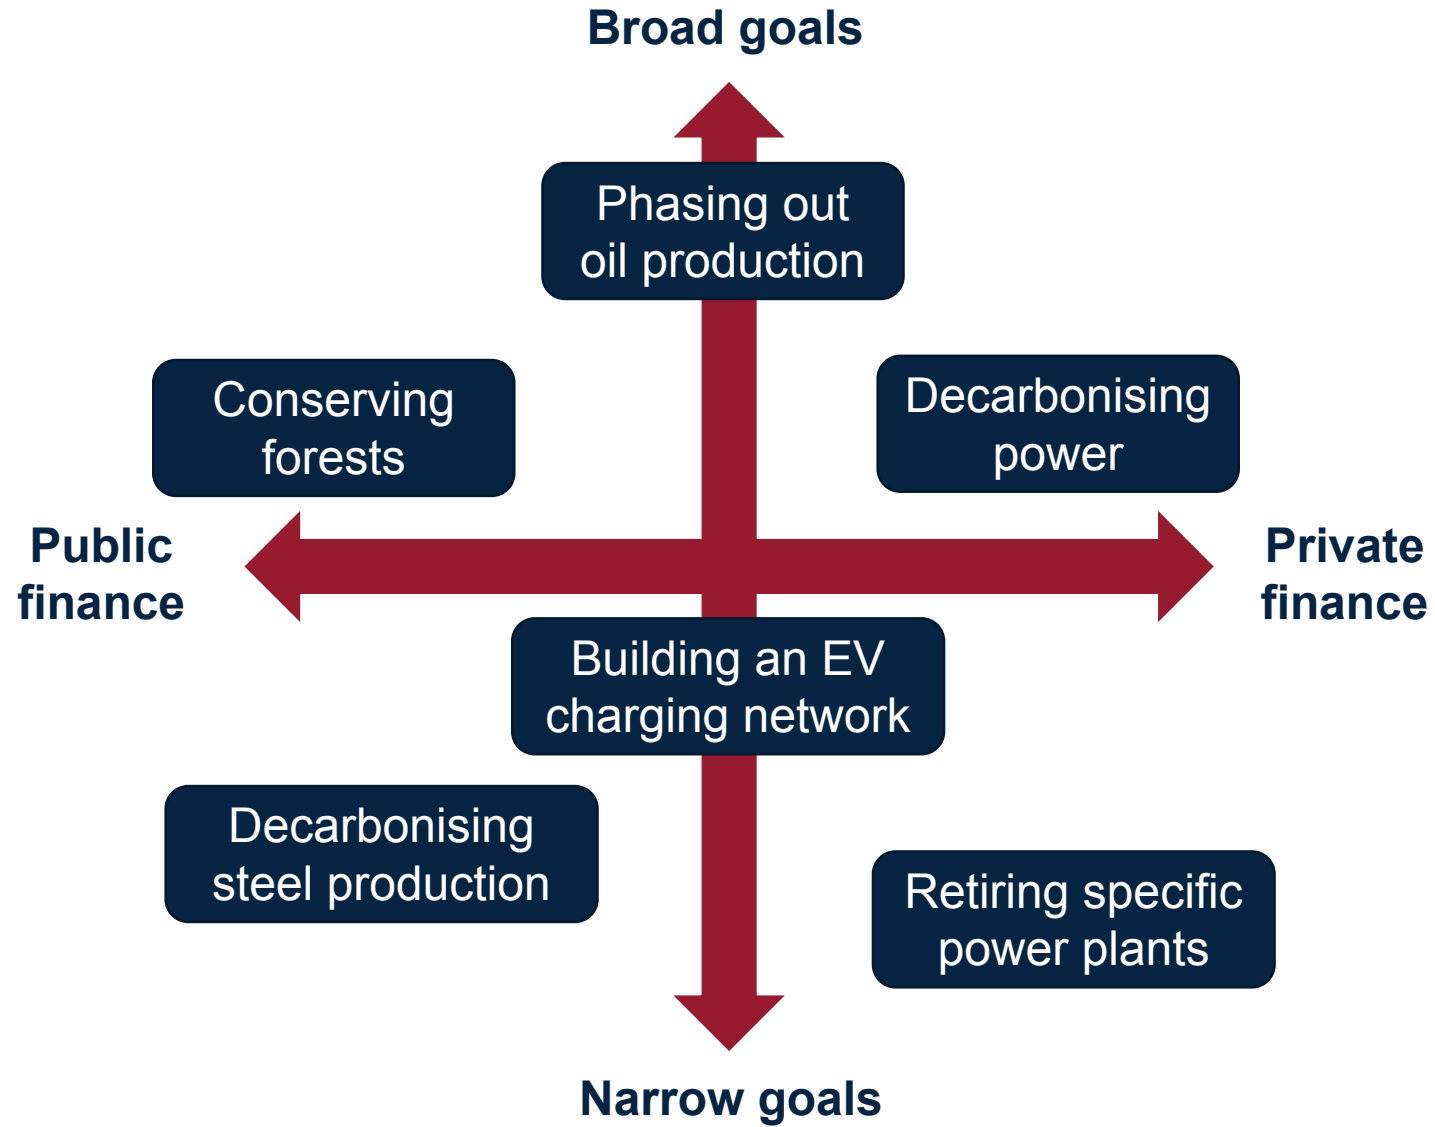 Broad goals
Phasing out
oil production
Conserving
forests
Decarbonising
power
Public
finance
Private
finance
Building an EV
charging network
Decarbonising
steel production
Retiring specific
power plants
Narrow goals